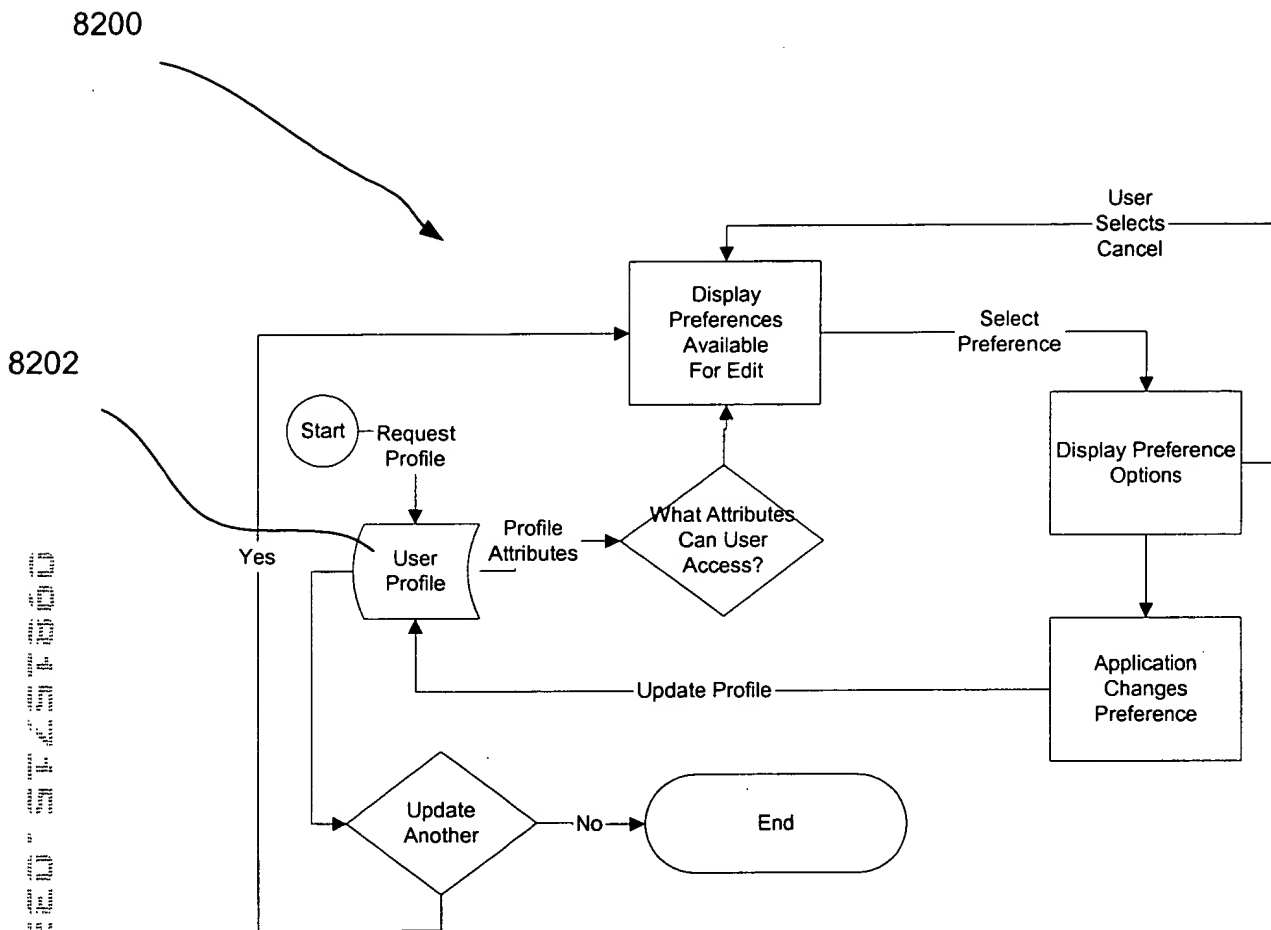 8200
User
Selects
Cancel
Display
Preferences
Available
For Edit
Select
Preference
8202
Start
Request
Profile
Display Preference
Options
What Attributes
Can User
Access?
Profile
Attributes
User
Profile
Yes
Application
Changes
Preference
Update Profile
Update
Another
No
End